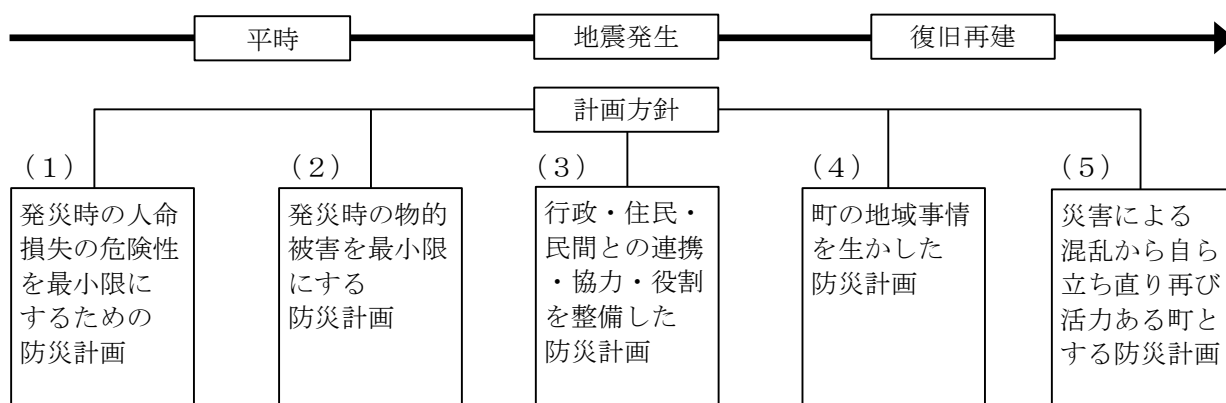 平時
地震発生
復旧再建
計画方針
（１）
発災時の人命
損失の危険性
を最小限に
するための
防災計画
（２）
発災時の物的
被害を最小限
にする
防災計画
（３）
行政・住民・
民間との連携
・協力・役割
を整備した
防災計画
（４）
町の地域事情
を生かした
防災計画
（５）
災害による
混乱から自ら
立ち直り再び
活力ある町と
する防災計画